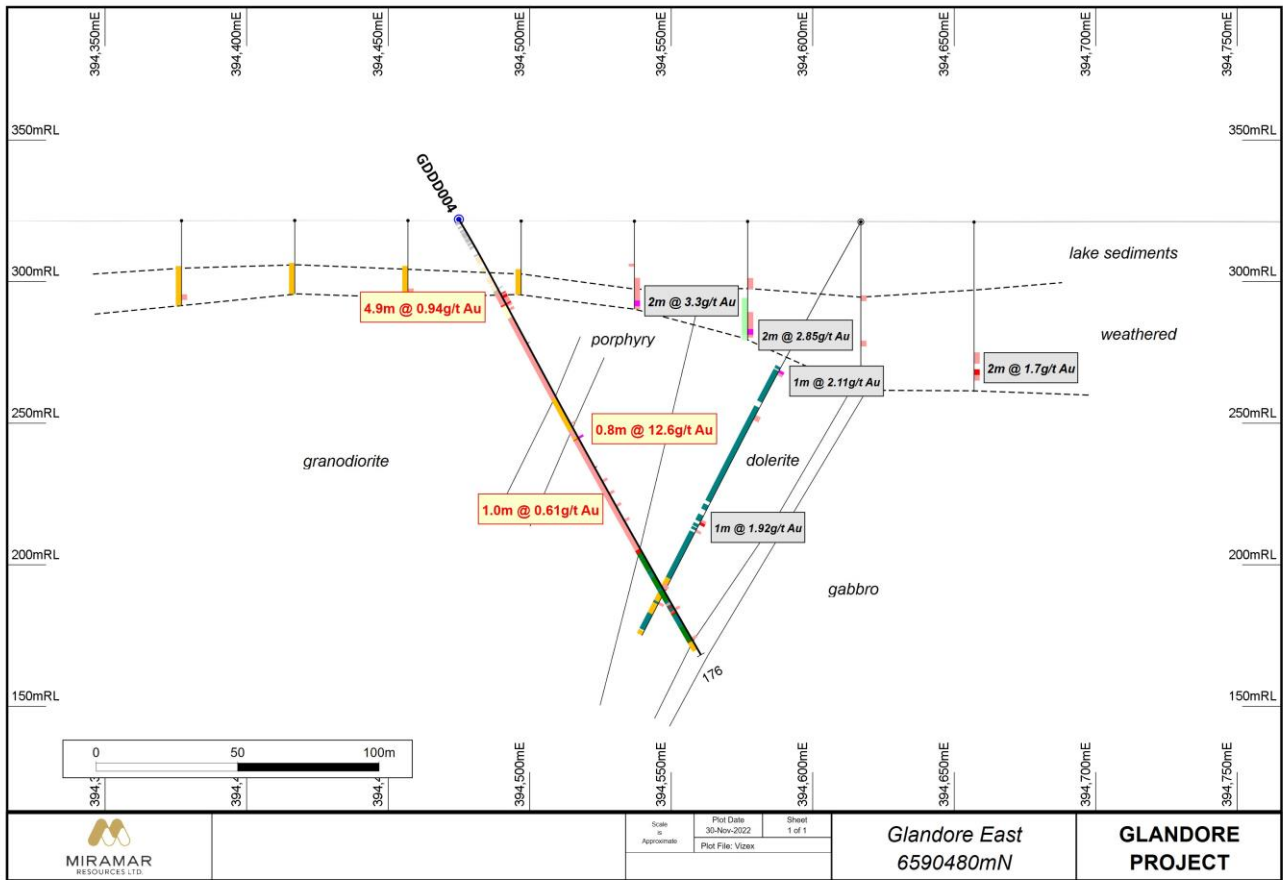 394,350mE
394,400mE
394,450mE
394,500mE
394,550mE
394,600mE
394,650mE
394,700mE
394,750mE
350mRL
350mRL
GDDD004
lake sediments
300mRL
300mRL
4.9m @ 0.94g/t Au
2m @ 3.3g/t Au
porphyry
weathered
2m @ 2.85g/t Au
2m @ 1.7g/t Au
1m @ 2.11g/t Au
250mRL
250mRL
0.8m @ 12.6g/t Au
granodiorite
dolerite
1.0m @ 0.61g/t Au
1m @ 1.92g/t Au
200mRL
200mRL
gabbro
176
150mRL
150mRL
0
50
100m
394,500mE
394,550mE
394,600mE
394,650mE
394,700mE
394,750mE
MIRAMAR
RESOURCES LTD.
Scale
is
Approximate
Plot Date
30-Nov-2022
Sheet
1 of 1
Plot File: Vizex
Glandore East
6590480mN
GLANDORE
PROJECT